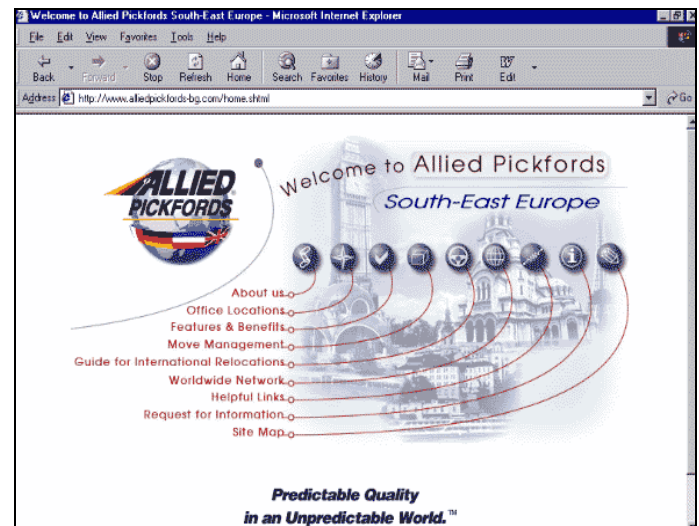 Welcome to Allied Pickfords South-East Europe - Microsoft Internet Explorer
File Edit View Favorites Tools Help
Back Forward Stop Refresh Home Search Favorites History Mail Print Edit
Address http://www.alliedpickfords-bg.com/home.shtml Go
Welcome to Allied Pickfords
South-East Europe
ALLIED
PICKFORDS
About us
Office Locations
Features & Benefits
Move Management
Guide for International Relocations
Worldwide Network
Helpful Links
Request for Information
Site Map
Predictable Quality
in an Unpredictable World.™